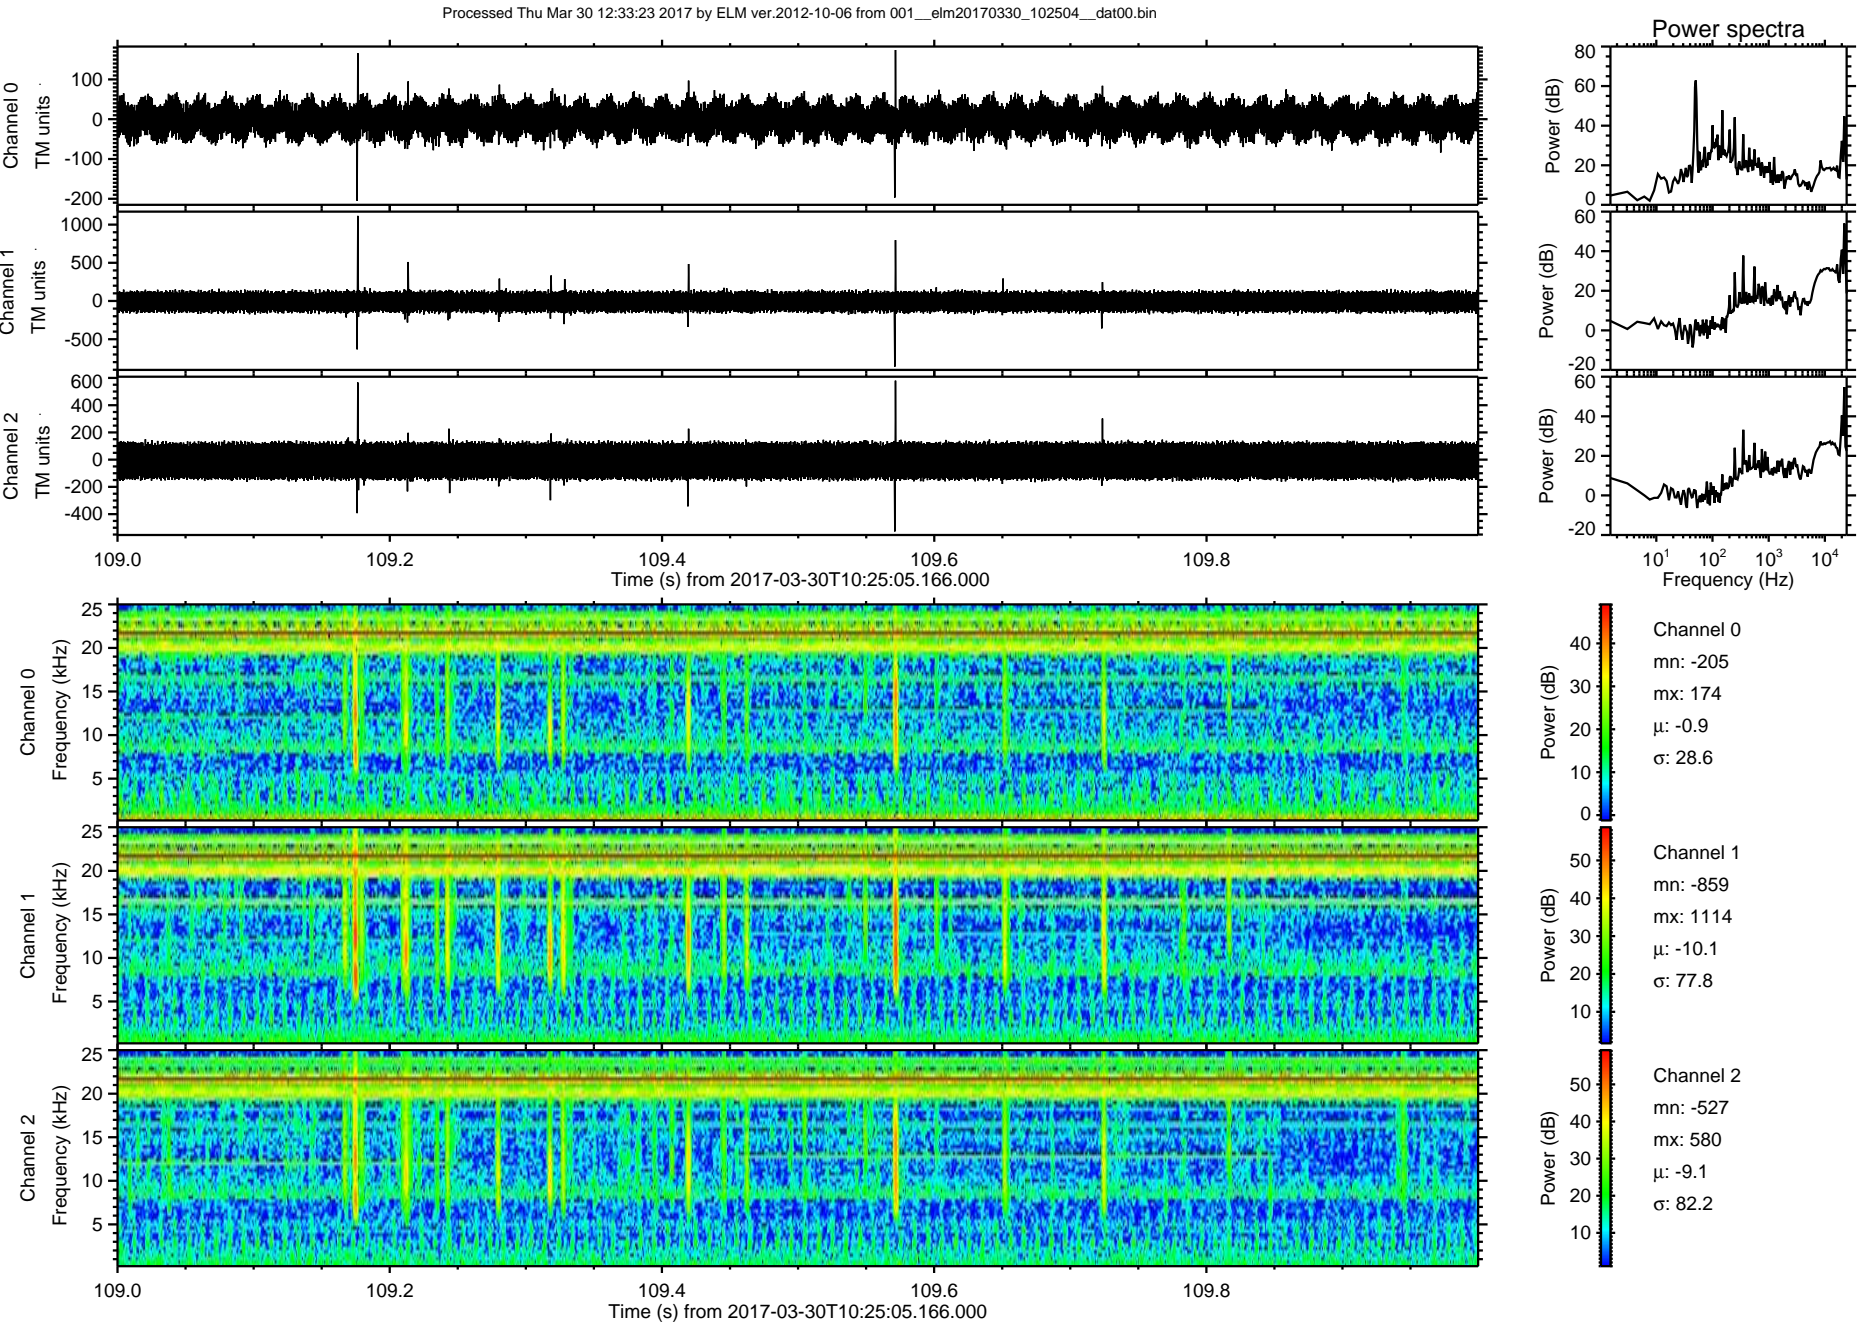 Processed Thu Mar 30 12:33:23 2017 by ELM ver.2012-10-06 from 001__elm20170330_102504__dat00.bin
Power spectra
Channel 0
TM units
100
0
-100
-200
Power (dB)
80
60
40
20
0
Channel 1
TM units
1000
500
0
-500
Power (dB)
60
40
20
0
-20
Channel 2
TM units
600
400
200
0
-200
-400
Power (dB)
60
40
20
0
-20
109.0 109.2 109.4 109.6 109.8
Time (s) from 2017-03-30T10:25:05.166.000
10^1 10^2 10^3 10^4
Frequency (Hz)
Channel 0
Frequency (kHz)
25
20
15
10
5
Power (dB)
40
30
20
10
0
Channel 0
mn: -205
mx: 174
μ: -0.9
σ: 28.6
Channel 1
Frequency (kHz)
25
20
15
10
5
Power (dB)
50
40
30
20
10
Channel 1
mn: -859
mx: 1114
μ: -10.1
σ: 77.8
Channel 2
Frequency (kHz)
25
20
15
10
5
Power (dB)
50
40
30
20
10
Channel 2
mn: -527
mx: 580
μ: -9.1
σ: 82.2
109.0 109.2 109.4 109.6 109.8
Time (s) from 2017-03-30T10:25:05.166.000